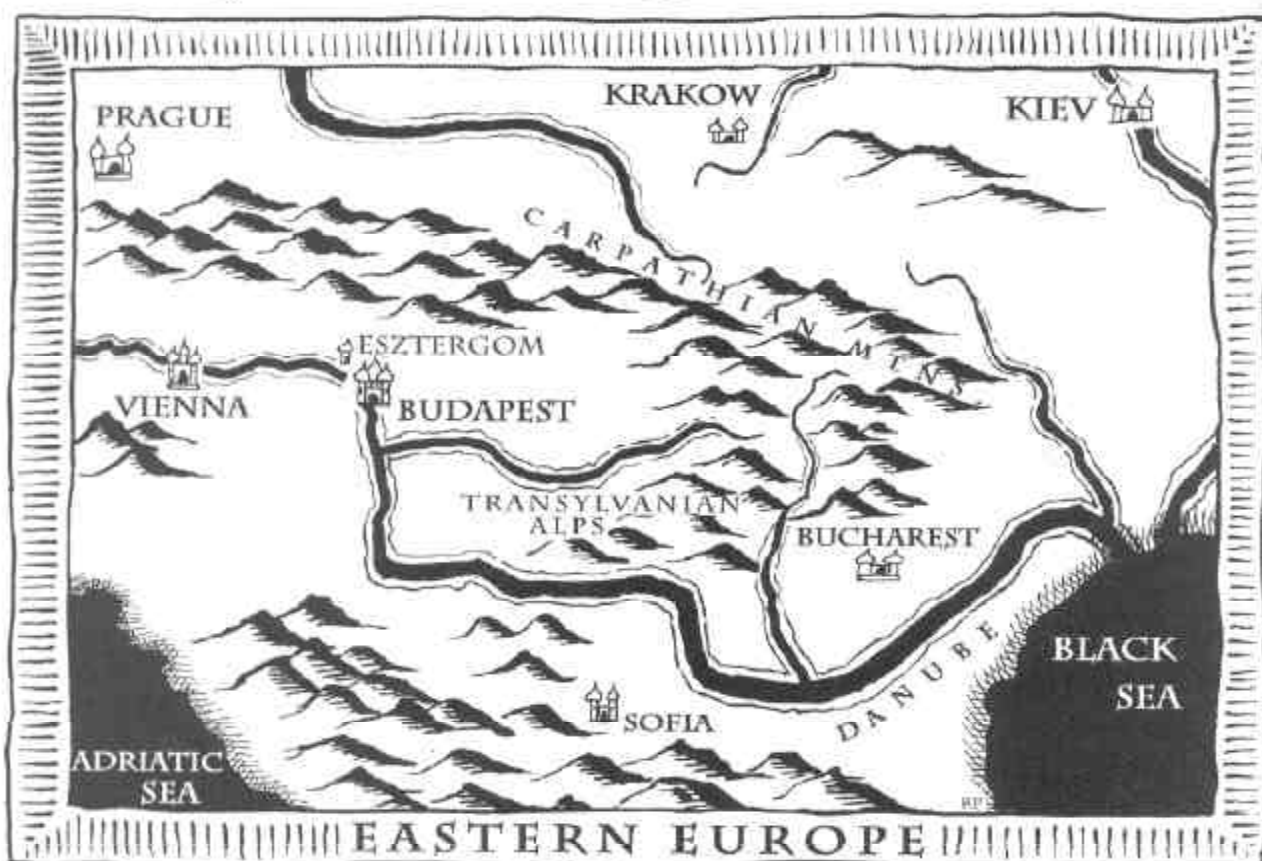 PRAGUE
KRAKOW
KIEV
CARPATHIAN MTNS
ESZTERGOM
VIENNA
BUDAPEST
TRANSYLVANIAN
ALPS
BUCHAREST
DANUBE
BLACK
SEA
SOFIA
ADRIATIC
SEA
RP
EASTERN EUROPE